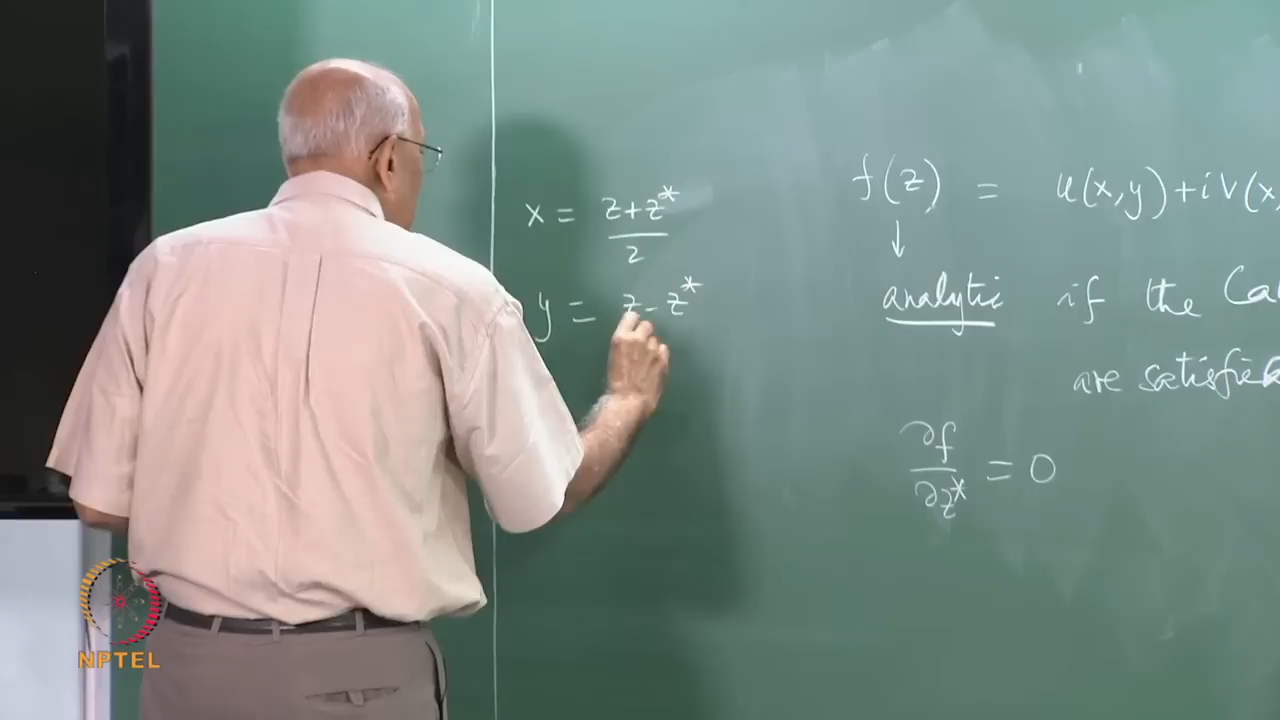 x = z+z*/2
y = z-z*
f(z) = u(x,y)+iv(x,
analytic if the Ca
are satisfie
∂f/∂z* = 0
NPTEL